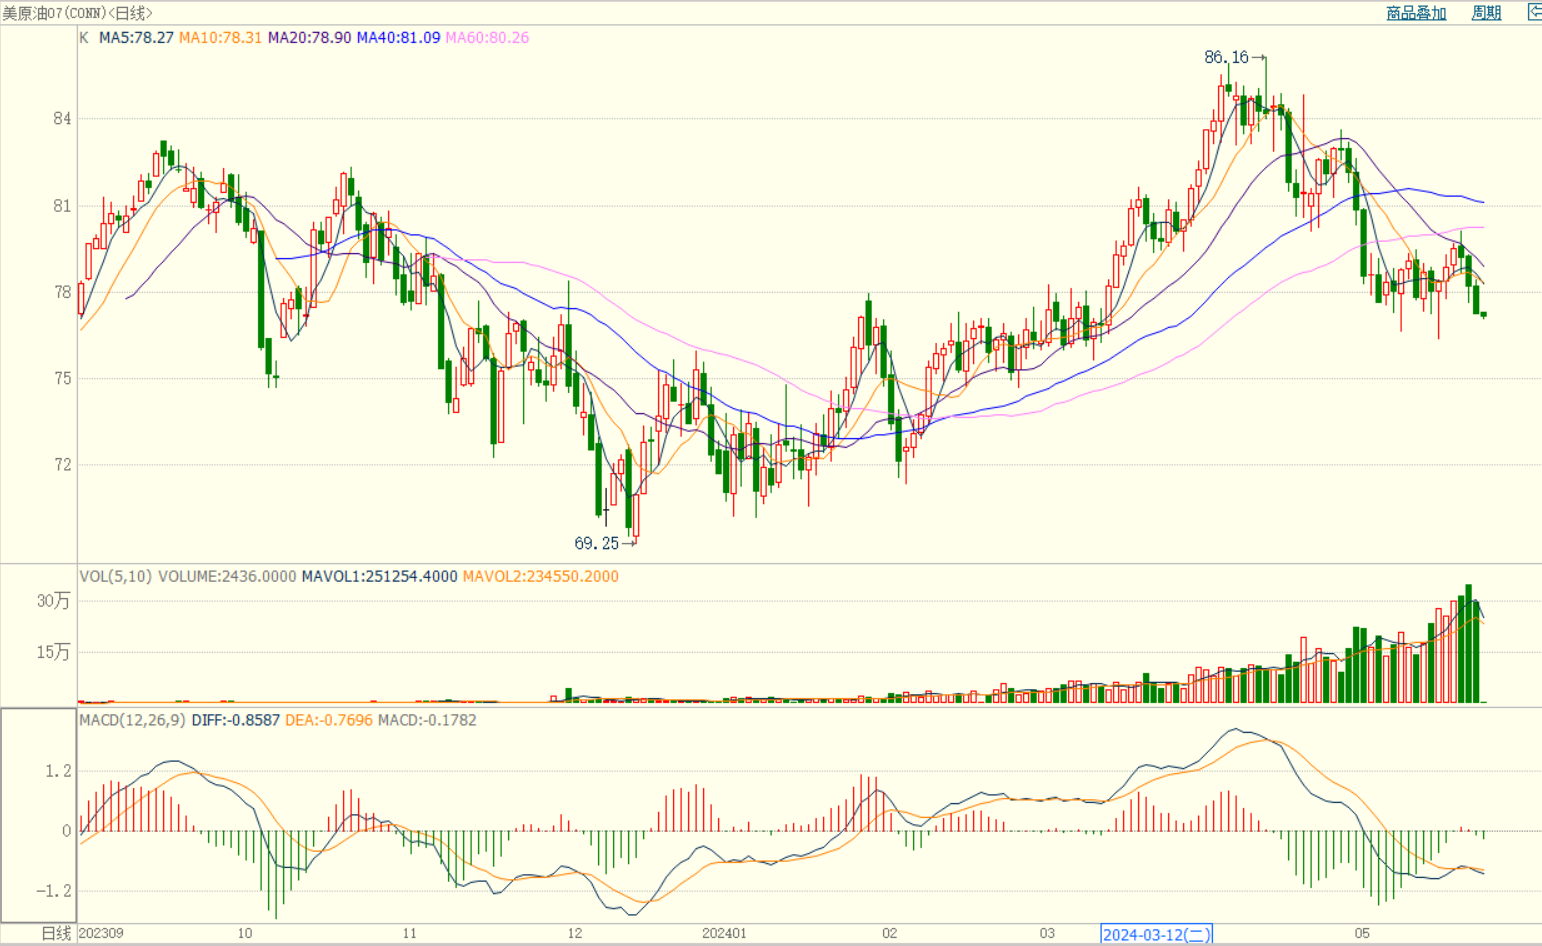 美原油07(CONN)<日线> 商品叠加 周期
K MA5:78.27 MA10:78.31 MA20:78.90 MA40:81.09 MA60:80.26
86.16
84
81
78
75
72
69.25
VOL(5,10) VOLUME:2436.0000 MAVOL1:251254.4000 MAVOL2:234550.2000
30万
15万
MACD(12,26,9) DIFF:-0.8587 DEA:-0.7696 MACD:-0.1782
1.2
0
-1.2
日线 202309 10 11 12 202401 02 03 2024-03-12(二) 05